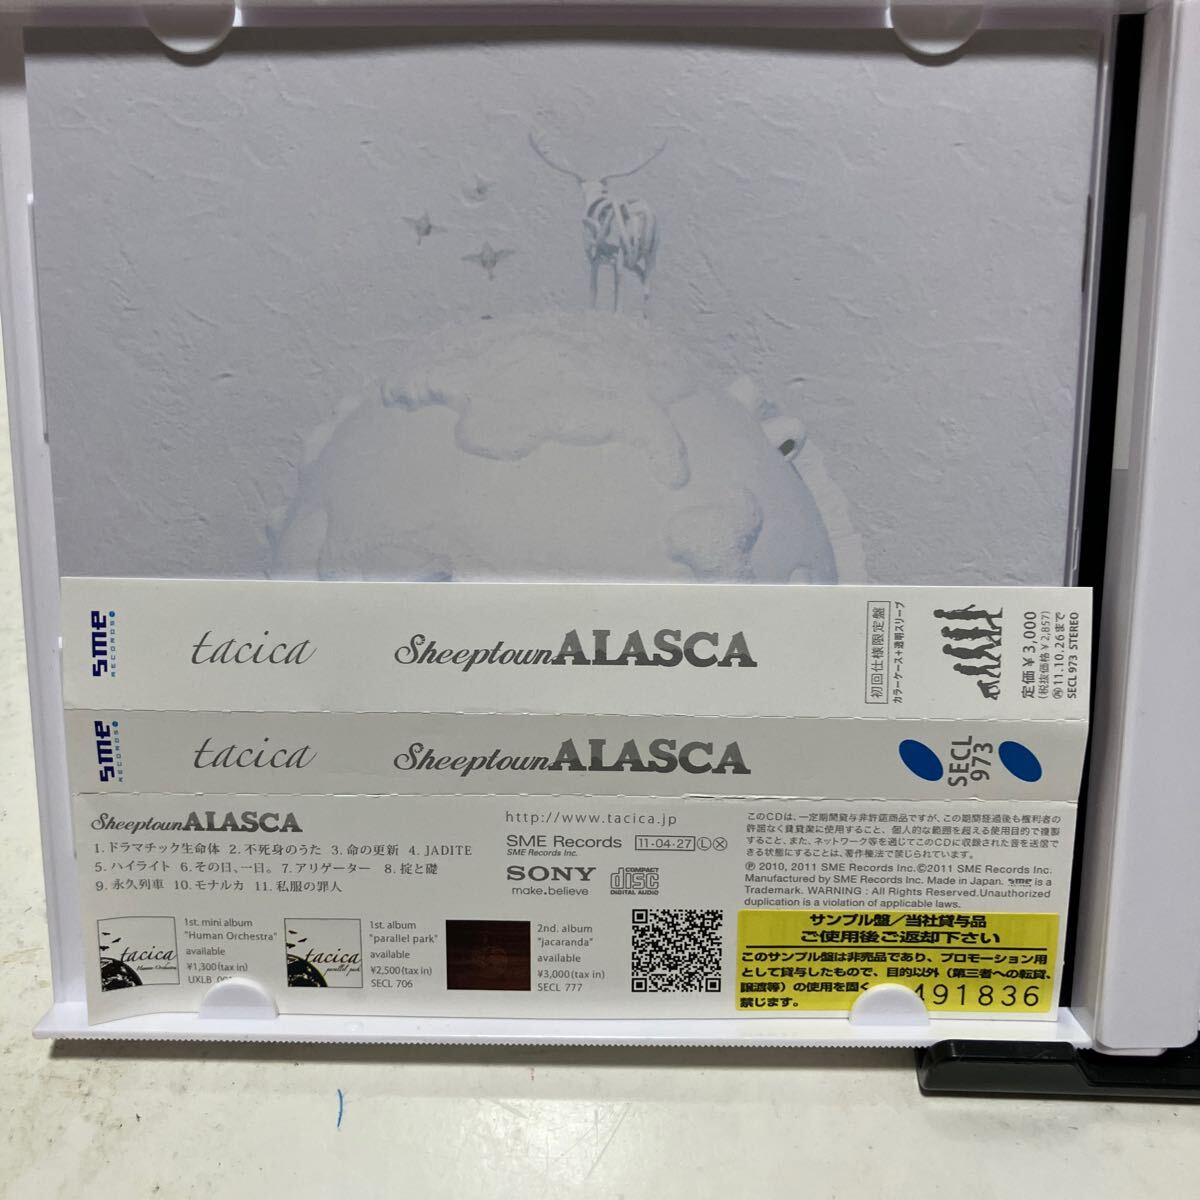 sme
RECORDS
tacica
SheeptownALASCA
初回仕様限定盤
カラーケース+透明スリーブ
定価￥3,000
(税抜価格￥2,857)
11.10.26まで
SECL 973 STEREO
sme
RECORDS
tacica
SheeptownALASCA
SECL
973
SheeptownALASCA
1. ドラマチック生命体 2. 不死身のうた 3. 命の更新 4. JADITE
5. ハイライト 6. その日、一日。 7. アリゲーター 8. 掟と礎
9. 永久列車 10. モナルカ 11. 私服の罪人
http://www.tacica.jp
SME Records 11・04・27 Ⓛ Ⓧ
SME Records Inc.
SONY
make.believe
COMPACT
disc
DIGITAL AUDIO
このCDは、一定期間貸与非許諾商品ですが、この期間経過後も権利者の
許諾なく賃貸業に使用すること、個人的な範囲を超える使用目的で複製
すること、また、ネットワーク等を通じてこのCDに収録された音を送信で
きる状態にすることは、著作権法で禁じられています。
Ⓟ 2010, 2011 SME Records Inc.©2011 SME Records Inc.
Manufactured by SME Records Inc. Made in Japan. sme is a
Trademark. WARNING : All Rights Reserved.Unauthorized
duplication is a violation of applicable laws.
tacica
Human Orchestra
1st. mini album
"Human Orchestra"
available
¥1,300(tax in)
UXLB
tacica
parallel park
1st. album
"parallel park"
available
¥2,500(tax in)
SECL 706
2nd. album
"jacaranda"
available
¥3,000(tax in)
SECL 777
サンプル盤／当社貸与品
ご使用後ご返却下さい
このサンプル盤は非売品であり、プロモーション用
として貸与したもので、目的以外（第三者への転貸、
譲渡等）の使用を固く
禁じます。
491836